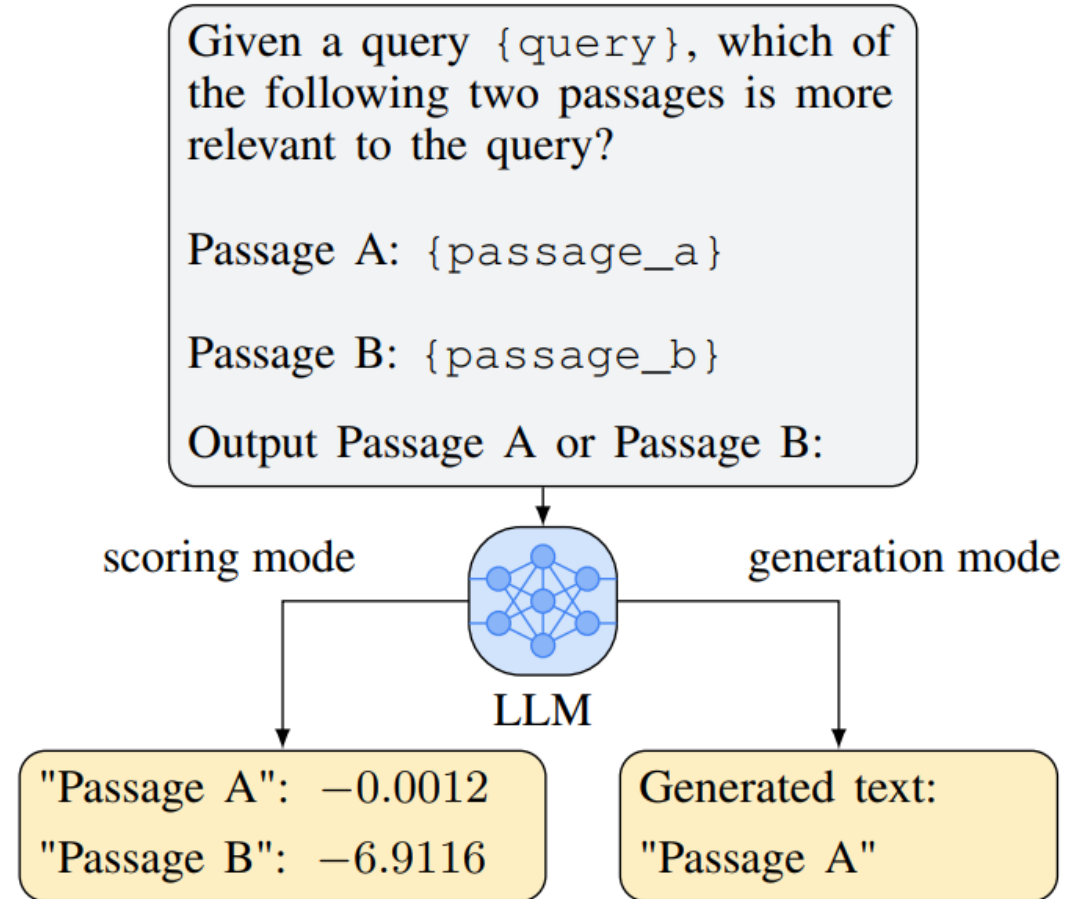 Given a query {query}, which of
the following two passages is more
relevant to the query?
Passage A: {passage_a}
Passage B: {passage_b}
Output Passage A or Passage B:
scoring mode
generation mode
LLM
"Passage A": −0.0012
"Passage B": −6.9116
Generated text:
"Passage A"